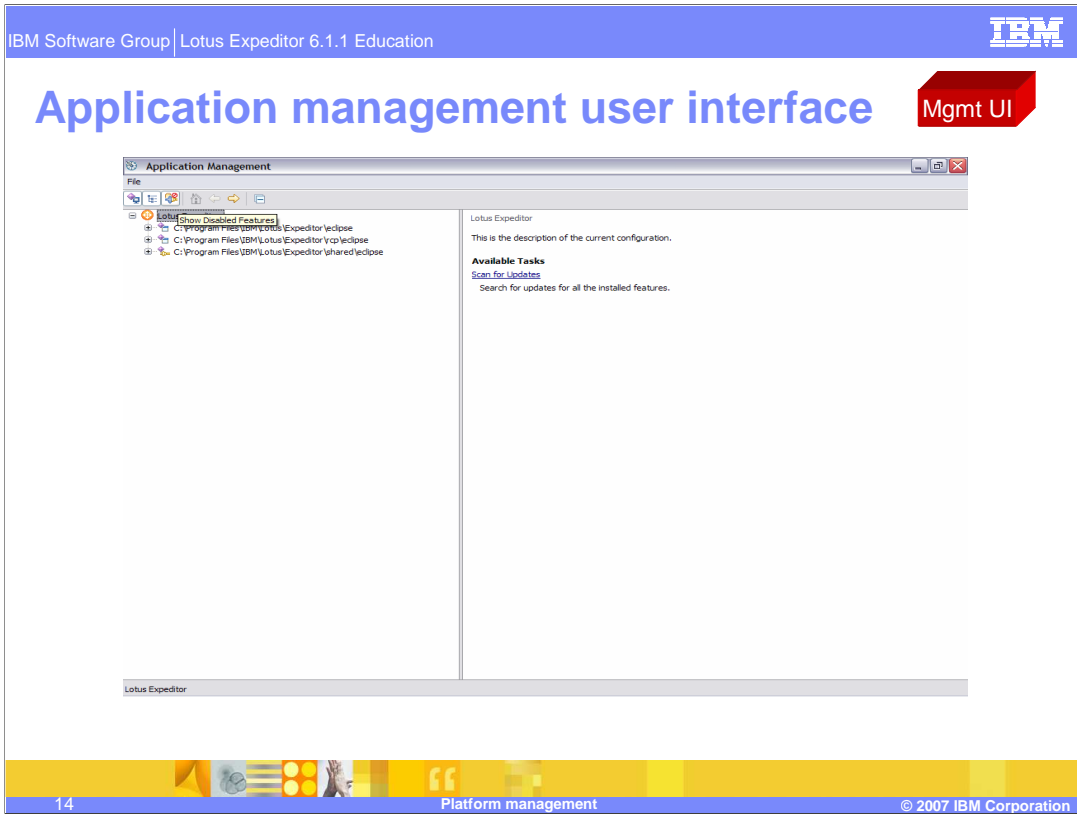 IBM Software Group Lotus Expeditor 6.1.1 Education
IBM
Application management user interface
Mgmt UI
Application Management
File
Lotus
Show Disabled Features
C:\Program Files\IBM\Lotus\Expeditor\eclipse
C:\Program Files\IBM\Lotus\Expeditor\rcp\eclipse
C:\Program Files\IBM\Lotus\Expeditor\shared\eclipse
Lotus Expeditor
This is the description of the current configuration.
Available Tasks
Scan for Updates
Search for updates for all the installed features.
Lotus Expeditor
14
Platform management
© 2007 IBM Corporation